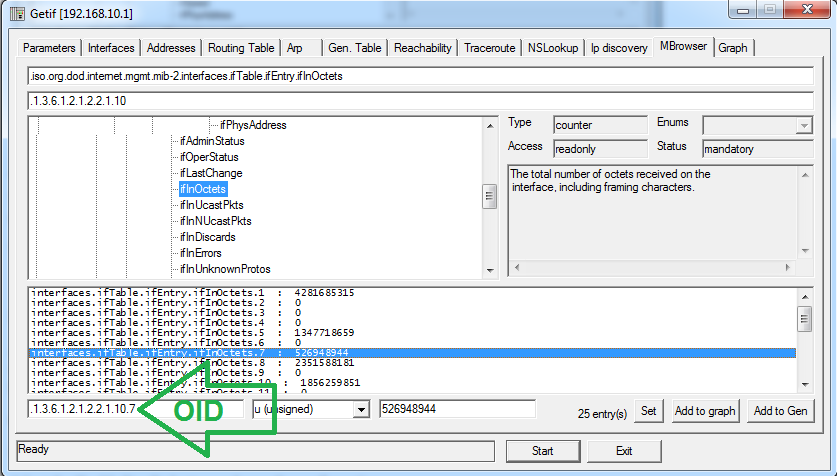 Getif [192.168.10.1]
Parameters Interfaces Addresses Routing Table Arp Gen. Table Reachability Traceroute NSLookup Ip discovery MBrowser Graph
.iso.org.dod.internet.mgmt.mib-2.interfaces.ifTable.ifEntry.ifInOctets
.1.3.6.1.2.1.2.2.1.10
ifPhysAddress
ifAdminStatus
ifOperStatus
ifLastChange
ifInOctets
ifInUcastPkts
ifInNUcastPkts
ifInDiscards
ifInErrors
ifInUnknownProtos
Type counter Enums
Access readonly Status mandatory
The total number of octets received on the
interface, including framing characters.
interfaces.ifTable.ifEntry.ifInOctets.1 : 4281685315
interfaces.ifTable.ifEntry.ifInOctets.2 : 0
interfaces.ifTable.ifEntry.ifInOctets.3 : 0
interfaces.ifTable.ifEntry.ifInOctets.4 : 0
interfaces.ifTable.ifEntry.ifInOctets.5 : 1347718659
interfaces.ifTable.ifEntry.ifInOctets.6 : 0
interfaces.ifTable.ifEntry.ifInOctets.7 : 526948944
interfaces.ifTable.ifEntry.ifInOctets.8 : 2351588181
interfaces.ifTable.ifEntry.ifInOctets.9 : 0
interfaces.ifTable.ifEntry.ifInOctets.10 : 1856259851
interfaces.ifTable.ifEntry.ifInOctets.11 : 0
.1.3.6.1.2.1.2.2.1.10.7 OID u (unsigned) 526948944 25 entry(s) Set Add to graph Add to Gen
Ready Start Exit